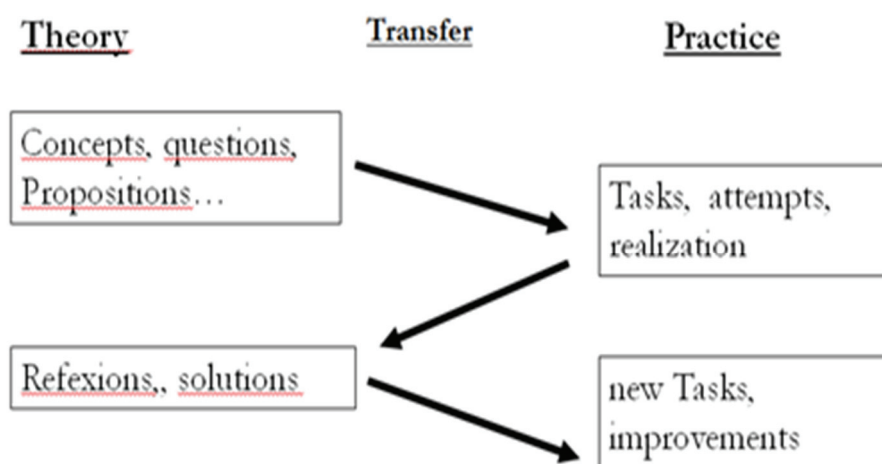 Theory
Transfer
Practice
Concepts, questions,
Propositions…
Tasks, attempts,
realization
Refexions,, solutions
new Tasks,
improvements